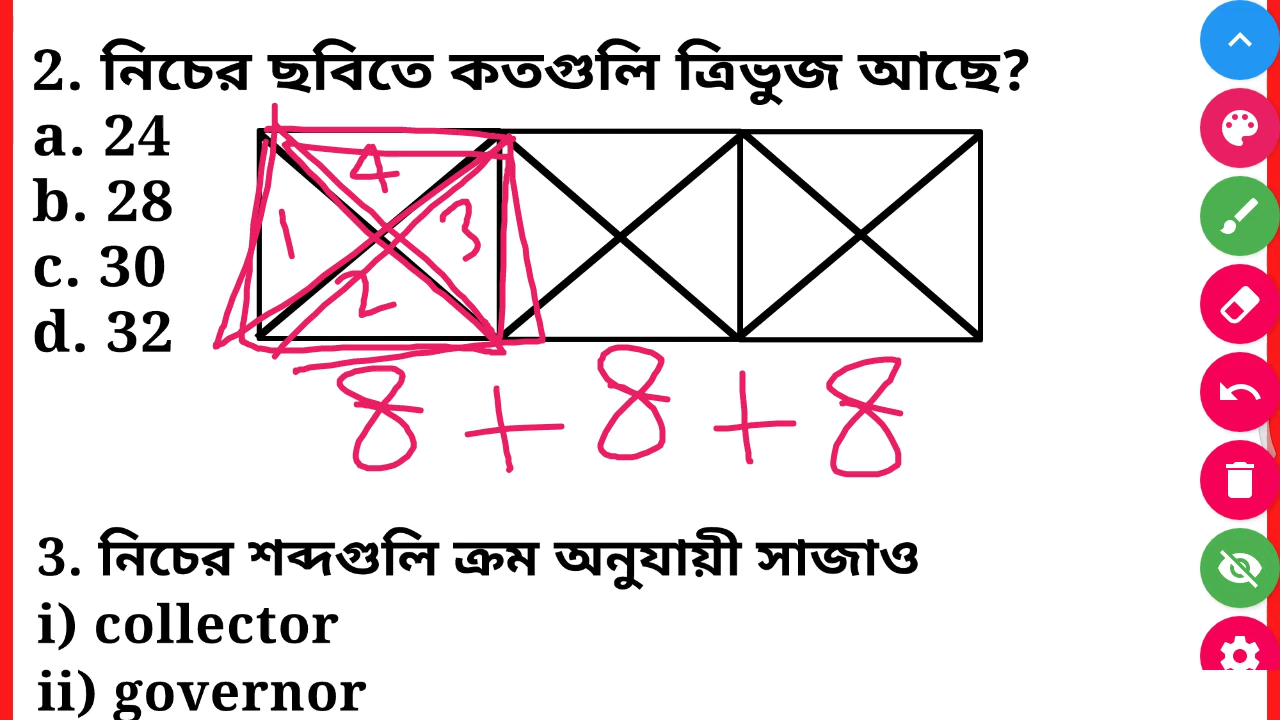 2. নিচের ছবিতে কতগুলি ত্রিভুজ আছে?
a. 24
b. 28
c. 30
d. 32
4
1
3
2
8 + 8 + 8
3. নিচের শব্দগুলি ক্রম অনুযায়ী সাজাও
i) collector
ii) governor